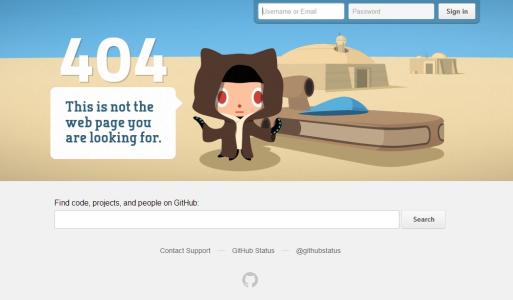 Username or Email Password Sign in
404
This is not the
web page you
are looking for.
Find code, projects, and people on GitHub:
Search
Contact Support — GitHub Status — @githubstatus